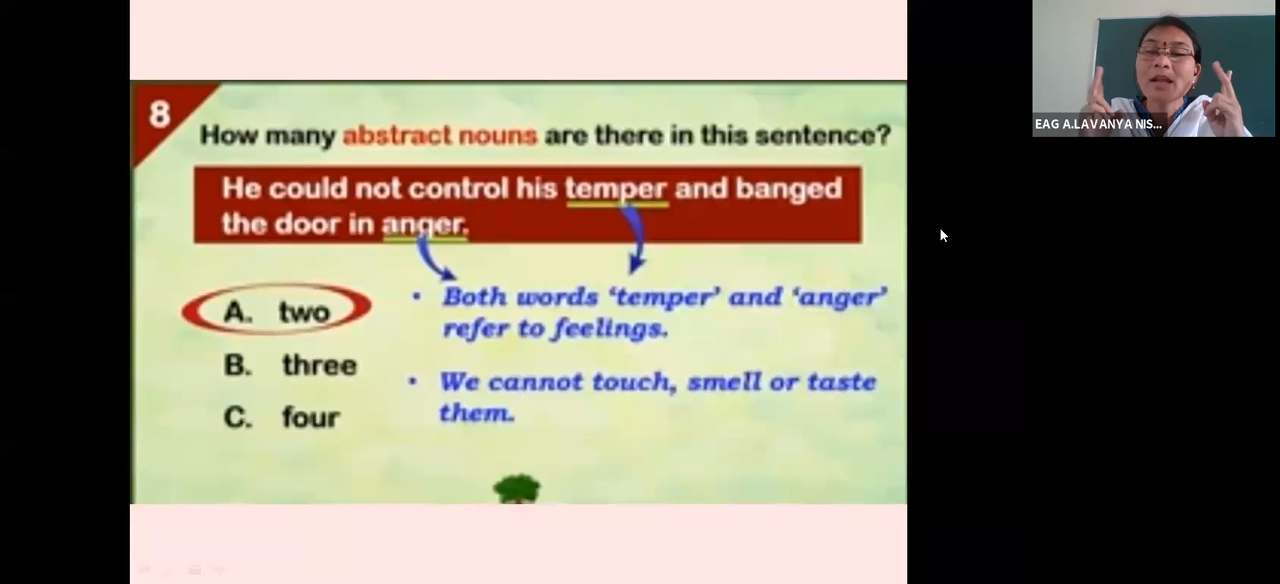 8
How many abstract nouns are there in this sentence?
He could not control his temper and banged
the door in anger.
A. two
B. three
C. four
• Both words ‘temper’ and ‘anger’
refer to feelings.
• We cannot touch, smell or taste
them.
EAG A.LAVANYA NIS...